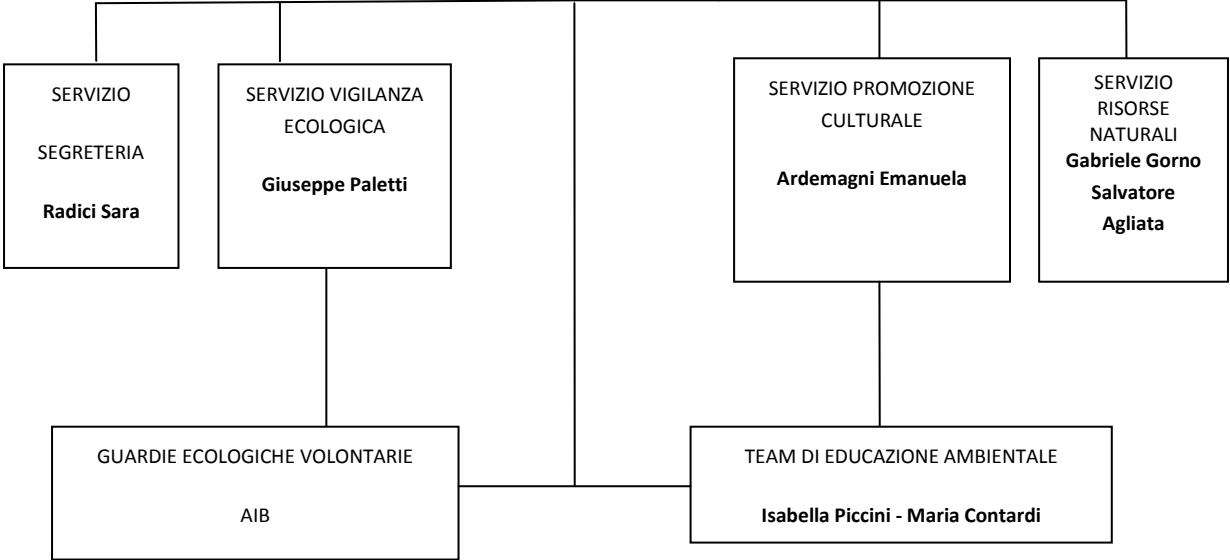 SERVIZIO
SEGRETERIA
Radici Sara
SERVIZIO VIGILANZA
ECOLOGICA
Giuseppe Paletti
SERVIZIO PROMOZIONE
CULTURALE
Ardemagni Emanuela
SERVIZIO
RISORSE
NATURALI
Gabriele Gorno
Salvatore
Agliata
GUARDIE ECOLOGICHE VOLONTARIE
AIB
TEAM DI EDUCAZIONE AMBIENTALE
Isabella Piccini - Maria Contardi